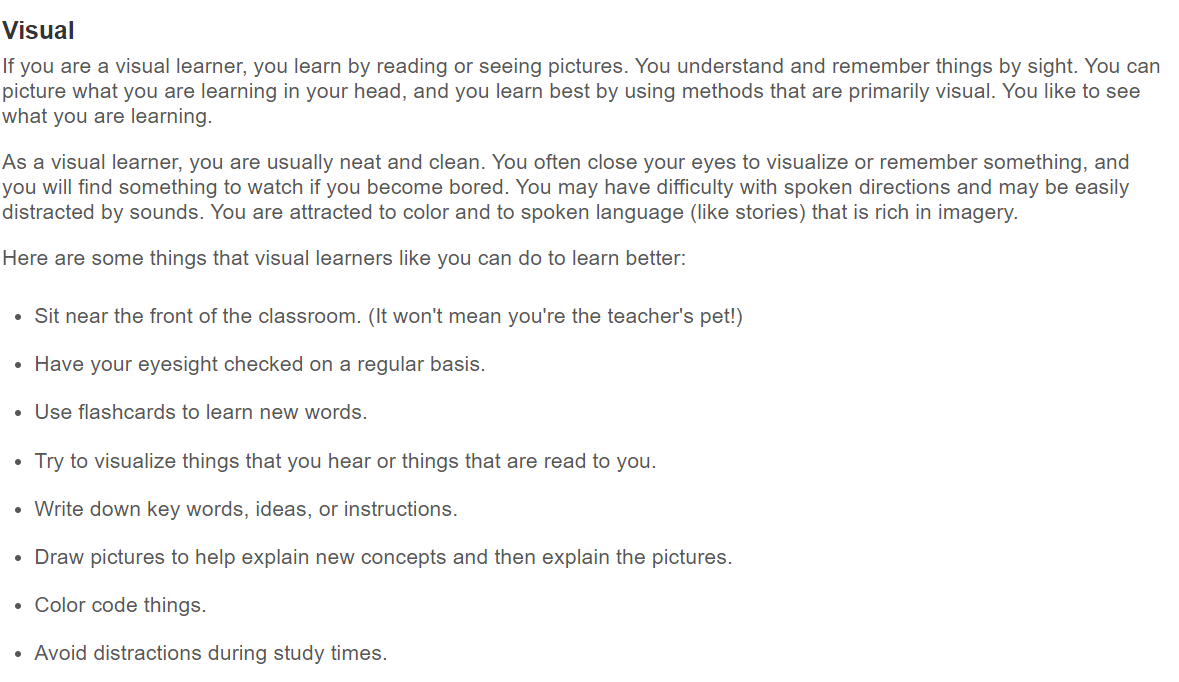 Visual
If you are a visual learner, you learn by reading or seeing pictures. You understand and remember things by sight. You can
picture what you are learning in your head, and you learn best by using methods that are primarily visual. You like to see
what you are learning.
As a visual learner, you are usually neat and clean. You often close your eyes to visualize or remember something, and
you will find something to watch if you become bored. You may have difficulty with spoken directions and may be easily
distracted by sounds. You are attracted to color and to spoken language (like stories) that is rich in imagery.
Here are some things that visual learners like you can do to learn better:
• Sit near the front of the classroom. (It won't mean you're the teacher's pet!)
• Have your eyesight checked on a regular basis.
• Use flashcards to learn new words.
• Try to visualize things that you hear or things that are read to you.
• Write down key words, ideas, or instructions.
• Draw pictures to help explain new concepts and then explain the pictures.
• Color code things.
• Avoid distractions during study times.